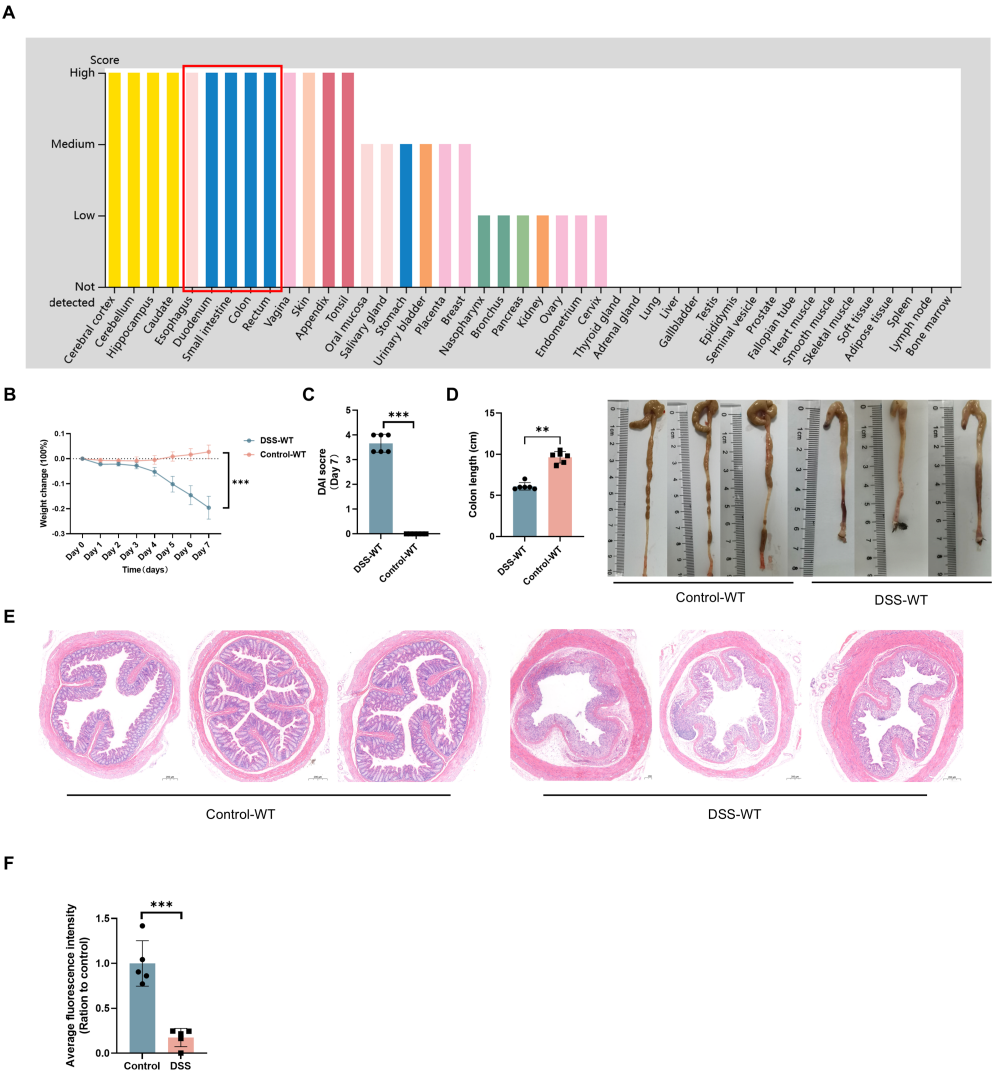 A
Score
High
Medium
Low
Not
detected
Cerebral cortex
Cerebellum
Hippocampus
Caudate
Esophagus
Duodenum
Small intestine
Colon
Rectum
Vagina
Skin
Appendix
Tonsil
Oral mucosa
Salivary gland
Stomach
Urinary bladder
Placenta
Breast
Nasopharynx
Bronchus
Pancreas
Kidney
Ovary
Endometrium
Cervix
Thyroid gland
Adrenal gland
Lung
Liver
Gallbladder
Testis
Epididymis
Seminal vesicle
Prostate
Fallopian tube
Heart muscle
Smooth muscle
Skeletal muscle
Soft tissue
Adipose tissue
Spleen
Lymph node
Bone marrow
B
Weight change (100%)
0.1
0.0
-0.1
-0.2
-0.3
Day 0
Day 1
Day 2
Day 3
Day 4
Day 5
Day 6
Day 7
Time(days)
DSS-WT
Control-WT
***
C
DAI socre
(Day 7)
5
4
3
2
1
0
***
DSS-WT
Control-WT
D
Colon length (cm)
15
10
5
0
**
DSS-WT
Control-WT
Control-WT
DSS-WT
E
Control-WT
DSS-WT
F
Average fluorescence intensity
(Ration to control)
1.5
1.0
0.5
0.0
***
Control
DSS